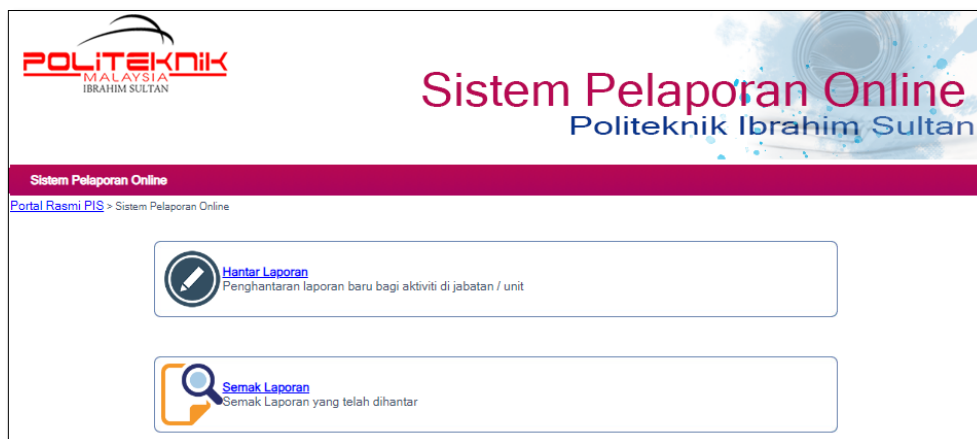 POLiTEKniK
MALAYSIA
IBRAHIM SULTAN
Sistem Pelaporan Online
Politeknik Ibrahim Sultan
Sistem Pelaporan Online
Portal Rasmi PIS > Sistem Pelaporan Online
Hantar Laporan
Penghantaran laporan baru bagi aktiviti di jabatan / unit
Semak Laporan
Semak Laporan yang telah dihantar